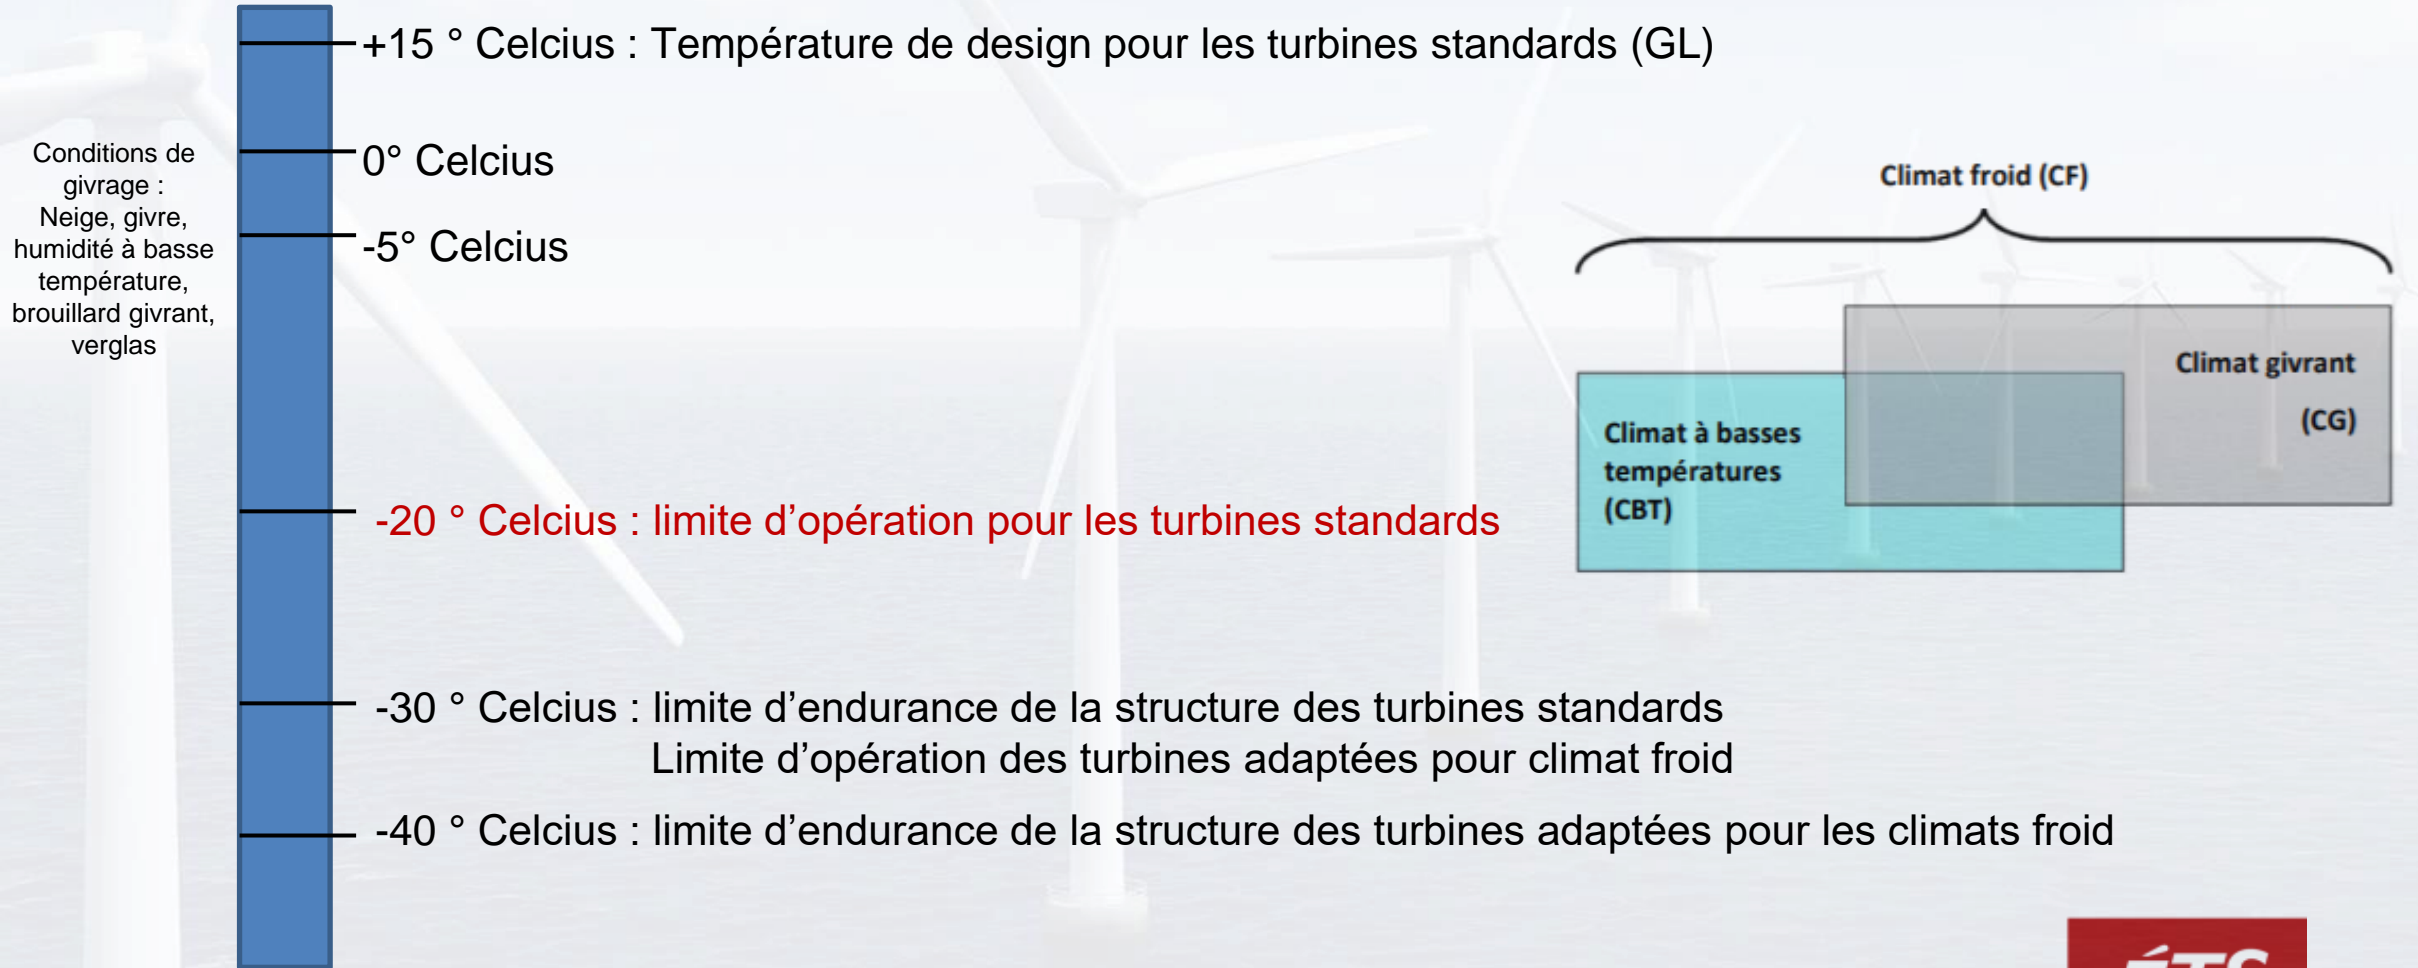 +15 ° Celcius : Température de design pour les turbines standards (GL)
Conditions de
givrage :
Neige, givre,
humidité à basse
température,
brouillard givrant,
verglas
0° Celcius
-5° Celcius
Climat froid (CF)
Climat givrant
(CG)
Climat à basses
températures
(CBT)
-20 ° Celcius : limite d’opération pour les turbines standards
-30 ° Celcius : limite d’endurance de la structure des turbines standards
Limite d’opération des turbines adaptées pour climat froid
-40 ° Celcius : limite d’endurance de la structure des turbines adaptées pour les climats froid
ÉTS